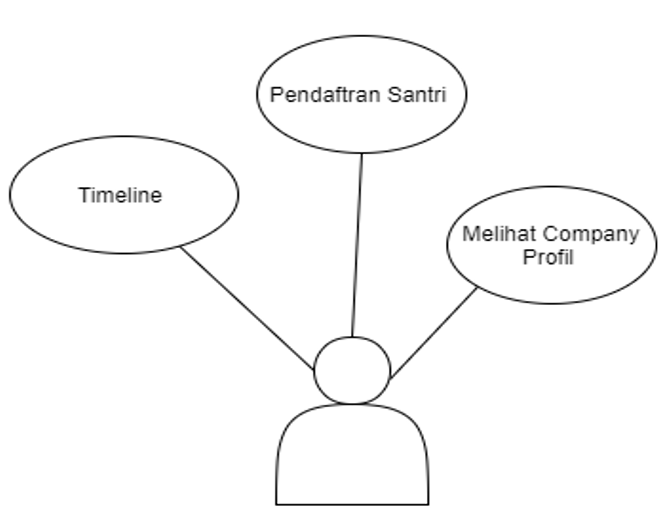 Pendaftran Santri
Timeline
Melihat Company
Profil